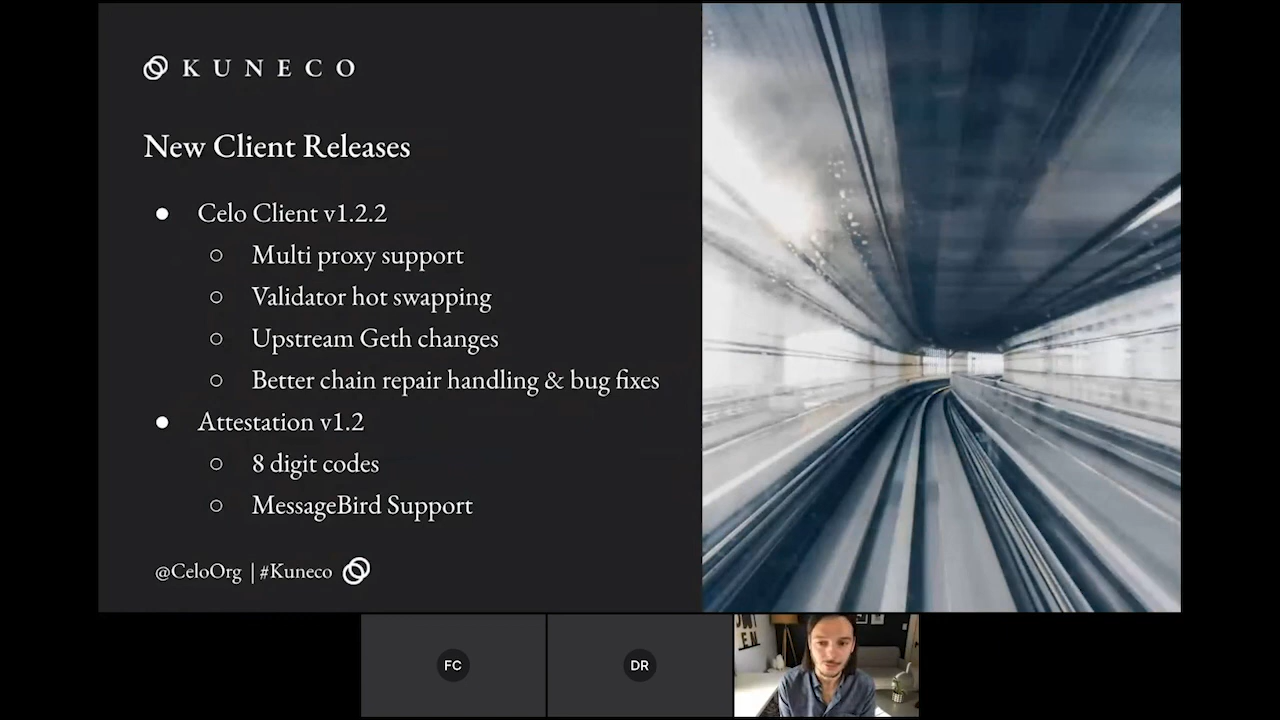 KUNECO
New Client Releases
● Celo Client v1.2.2
○ Multi proxy support
○ Validator hot swapping
○ Upstream Geth changes
○ Better chain repair handling & bug fixes
● Attestation v1.2
○ 8 digit codes
○ MessageBird Support
@CeloOrg | #Kuneco
FC
DR